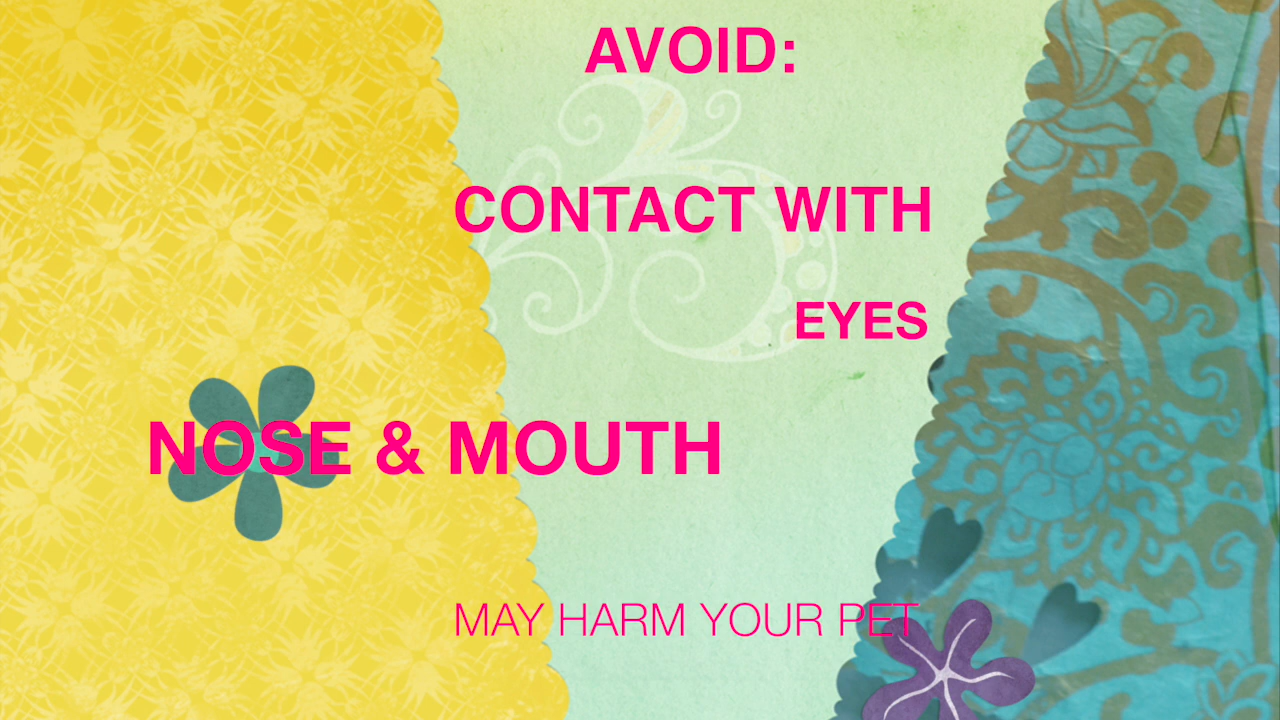 AVOID:
CONTACT WITH
EYES
NOSE & MOUTH
MAY HARM YOUR PET